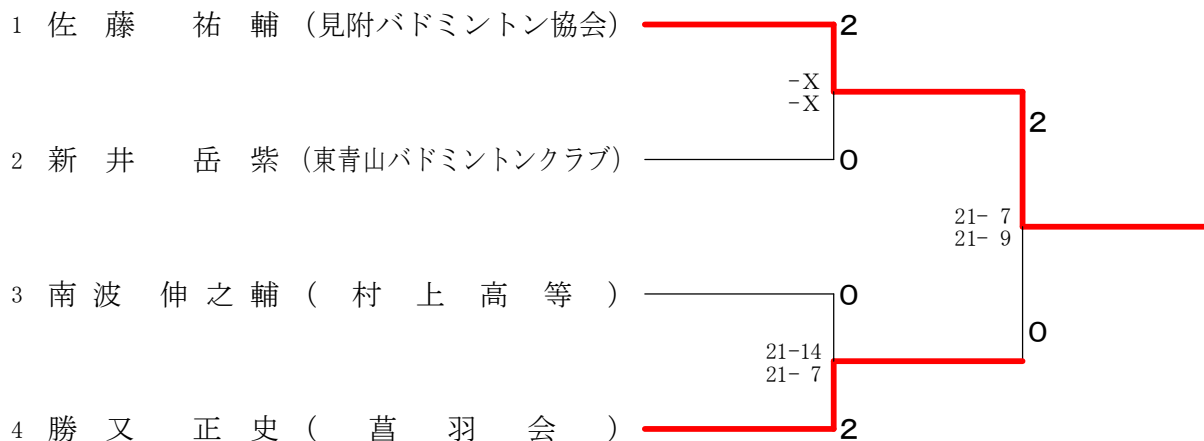 1 佐 藤 祐 輔 (見附バドミントン協会)
2
-X
-X
2
2 新 井 岳 紫 (東青山バドミントンクラブ)
0
21- 7
21- 9
3 南 波 伸 之 輔 ( 村 上 高 等 )
0
0
21-14
21- 7
4 勝 又 正 史 ( 菖 羽 会 )
2